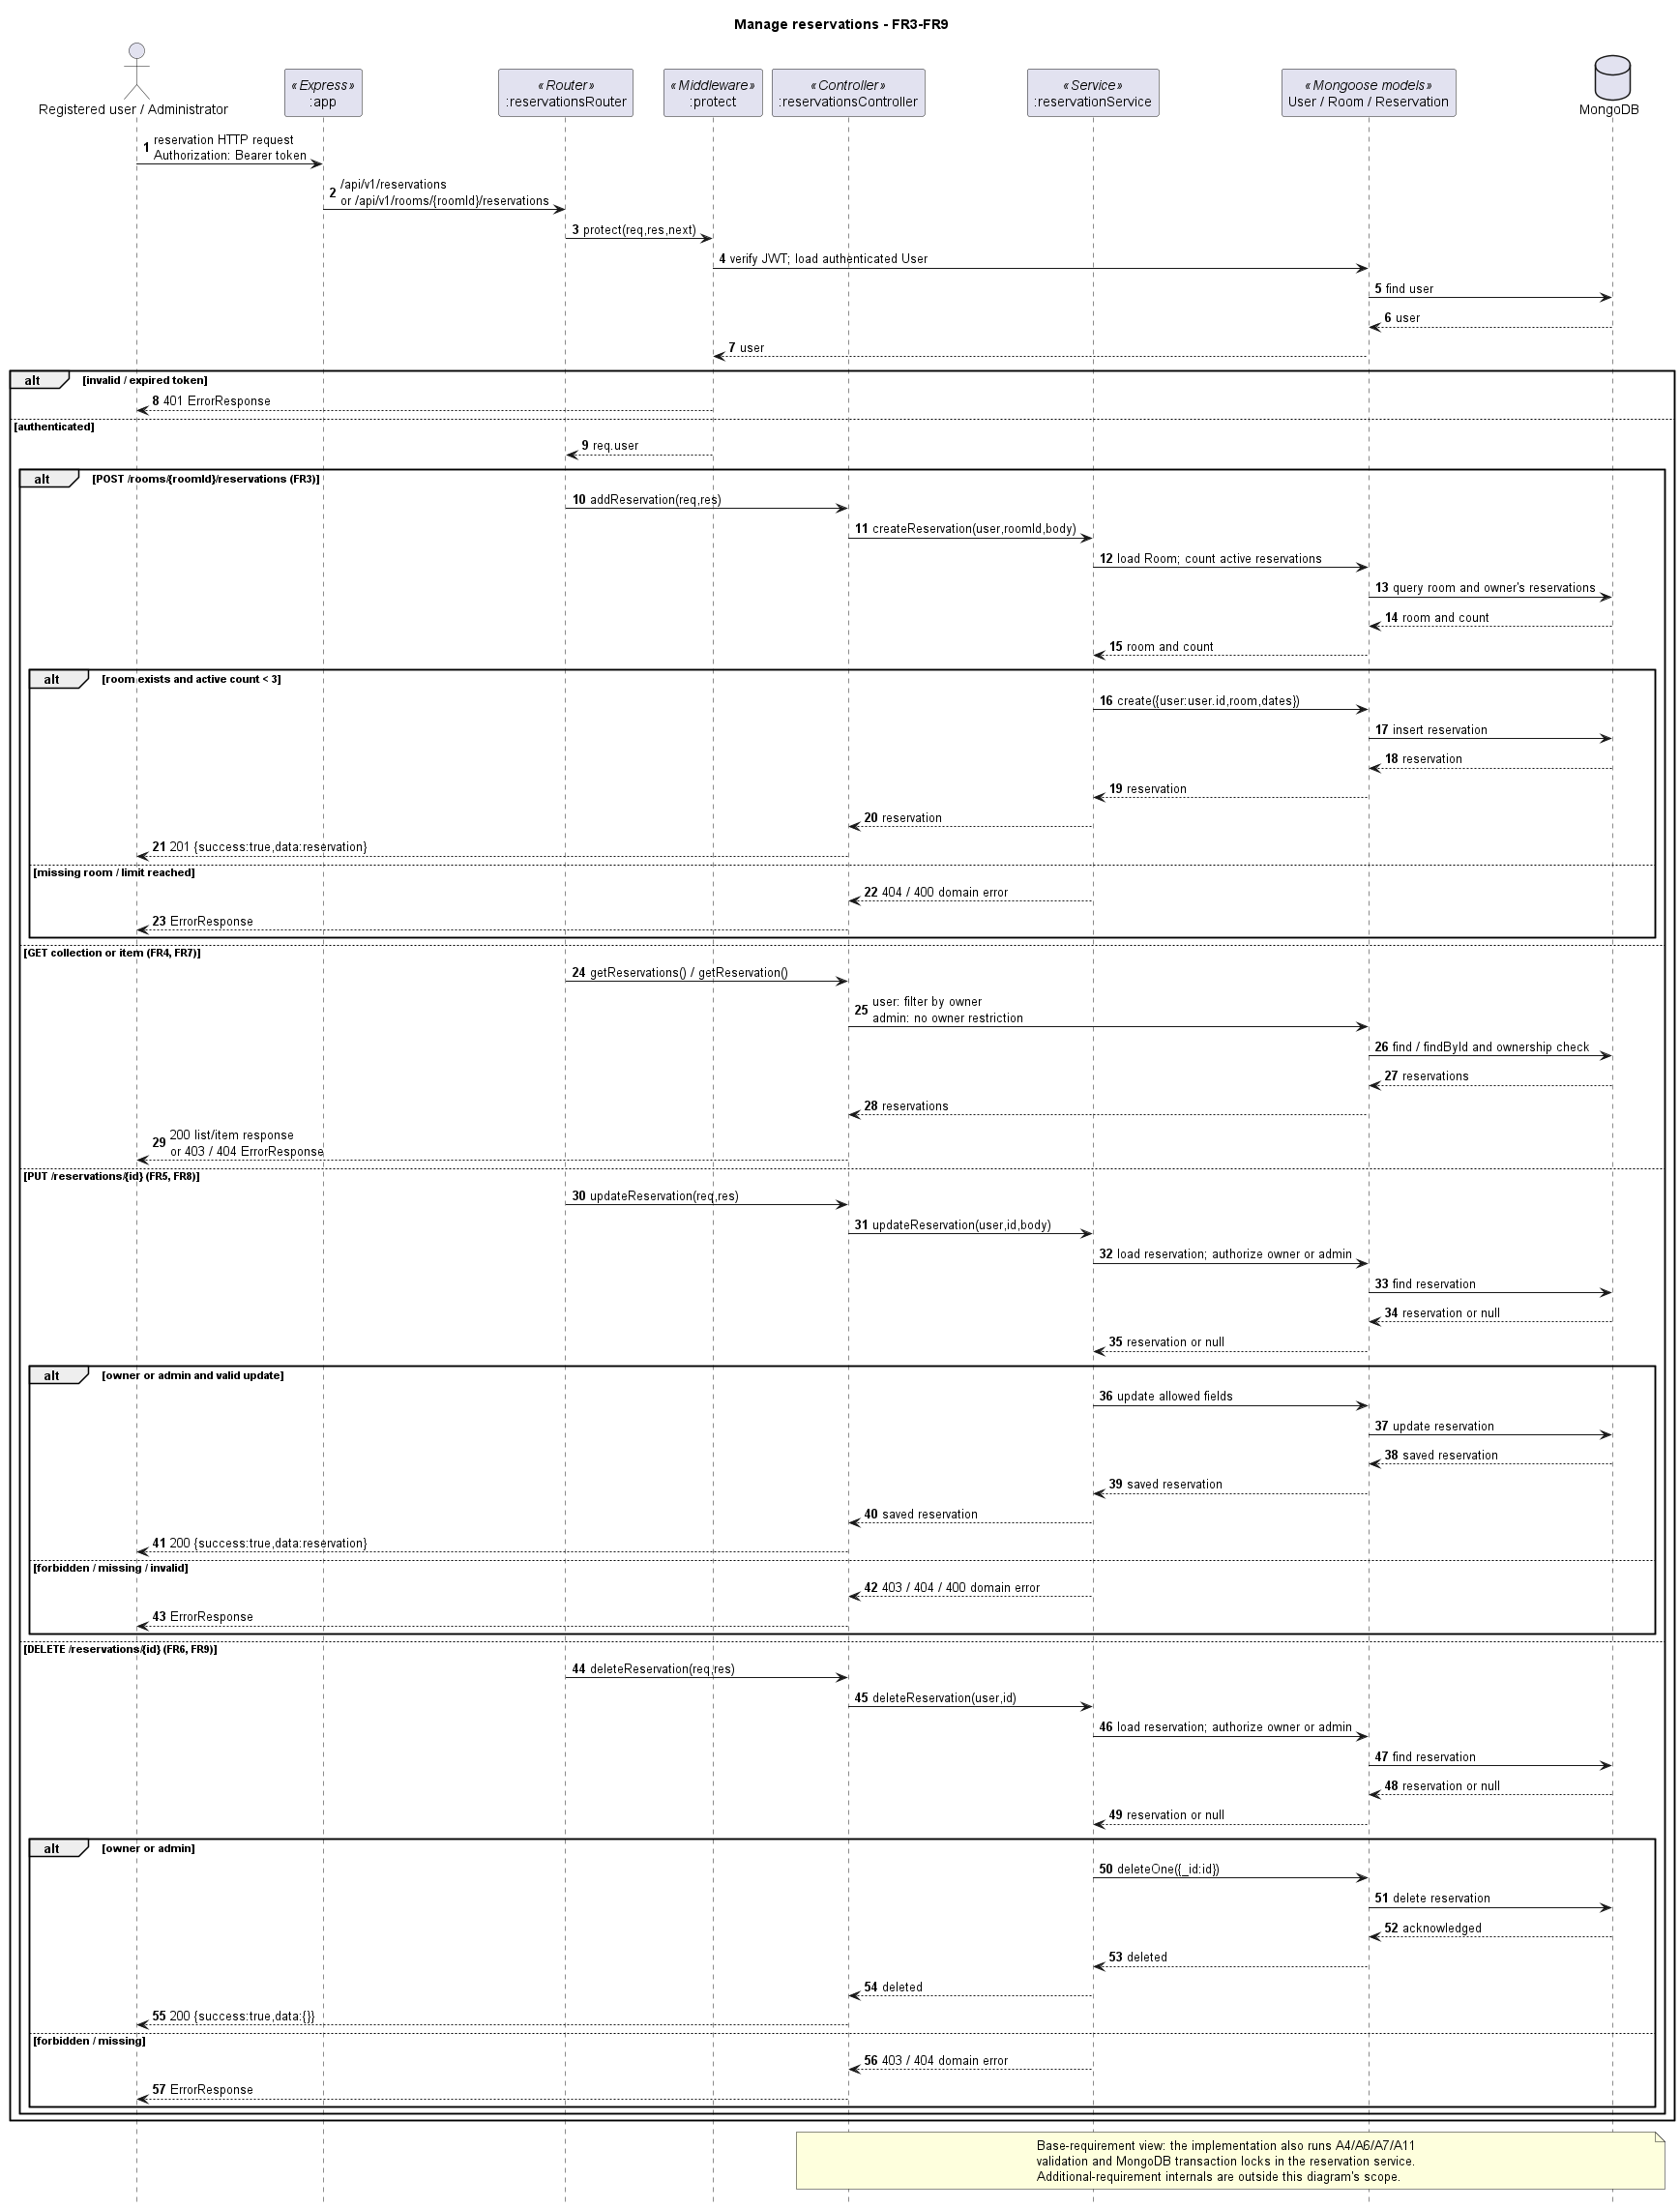 Manage reservations - FR3-FR9
Registered user / Administrator
«Express»
:app
«Router»
:reservationsRouter
«Middleware»
:protect
«Controller»
:reservationsController
«Service»
:reservationService
«Mongoose models»
User / Room / Reservation
MongoDB
1 reservation HTTP request
Authorization: Bearer token
2 /api/v1/reservations
or /api/v1/rooms/{roomId}/reservations
3 protect(req,res,next)
4 verify JWT; load authenticated User
5 find user
6 user
7 user
alt [invalid / expired token]
8 401 ErrorResponse
[authenticated]
9 req.user
alt [POST /rooms/{roomId}/reservations (FR3)]
10 addReservation(req,res)
11 createReservation(user,roomId,body)
12 load Room; count active reservations
13 query room and owner's reservations
14 room and count
15 room and count
alt [room exists and active count < 3]
16 create({user:user.id,room,dates})
17 insert reservation
18 reservation
19 reservation
20 reservation
21 201 {success:true,data:reservation}
[missing room / limit reached]
22 404 / 400 domain error
23 ErrorResponse
[GET collection or item (FR4, FR7)]
24 getReservations() / getReservation()
25 user: filter by owner
admin: no owner restriction
26 find / findById and ownership check
27 reservations
28 reservations
29 200 list/item response
or 403 / 404 ErrorResponse
[PUT /reservations/{id} (FR5, FR8)]
30 updateReservation(req,res)
31 updateReservation(user,id,body)
32 load reservation; authorize owner or admin
33 find reservation
34 reservation or null
35 reservation or null
alt [owner or admin and valid update]
36 update allowed fields
37 update reservation
38 saved reservation
39 saved reservation
40 saved reservation
41 200 {success:true,data:reservation}
[forbidden / missing / invalid]
42 403 / 404 / 400 domain error
43 ErrorResponse
[DELETE /reservations/{id} (FR6, FR9)]
44 deleteReservation(req,res)
45 deleteReservation(user,id)
46 load reservation; authorize owner or admin
47 find reservation
48 reservation or null
49 reservation or null
alt [owner or admin]
50 deleteOne({_id:id})
51 delete reservation
52 acknowledged
53 deleted
54 deleted
55 200 {success:true,data:{}}
[forbidden / missing]
56 403 / 404 domain error
57 ErrorResponse
Base-requirement view: the implementation also runs A4/A6/A7/A11
validation and MongoDB transaction locks in the reservation service.
Additional-requirement internals are outside this diagram's scope.